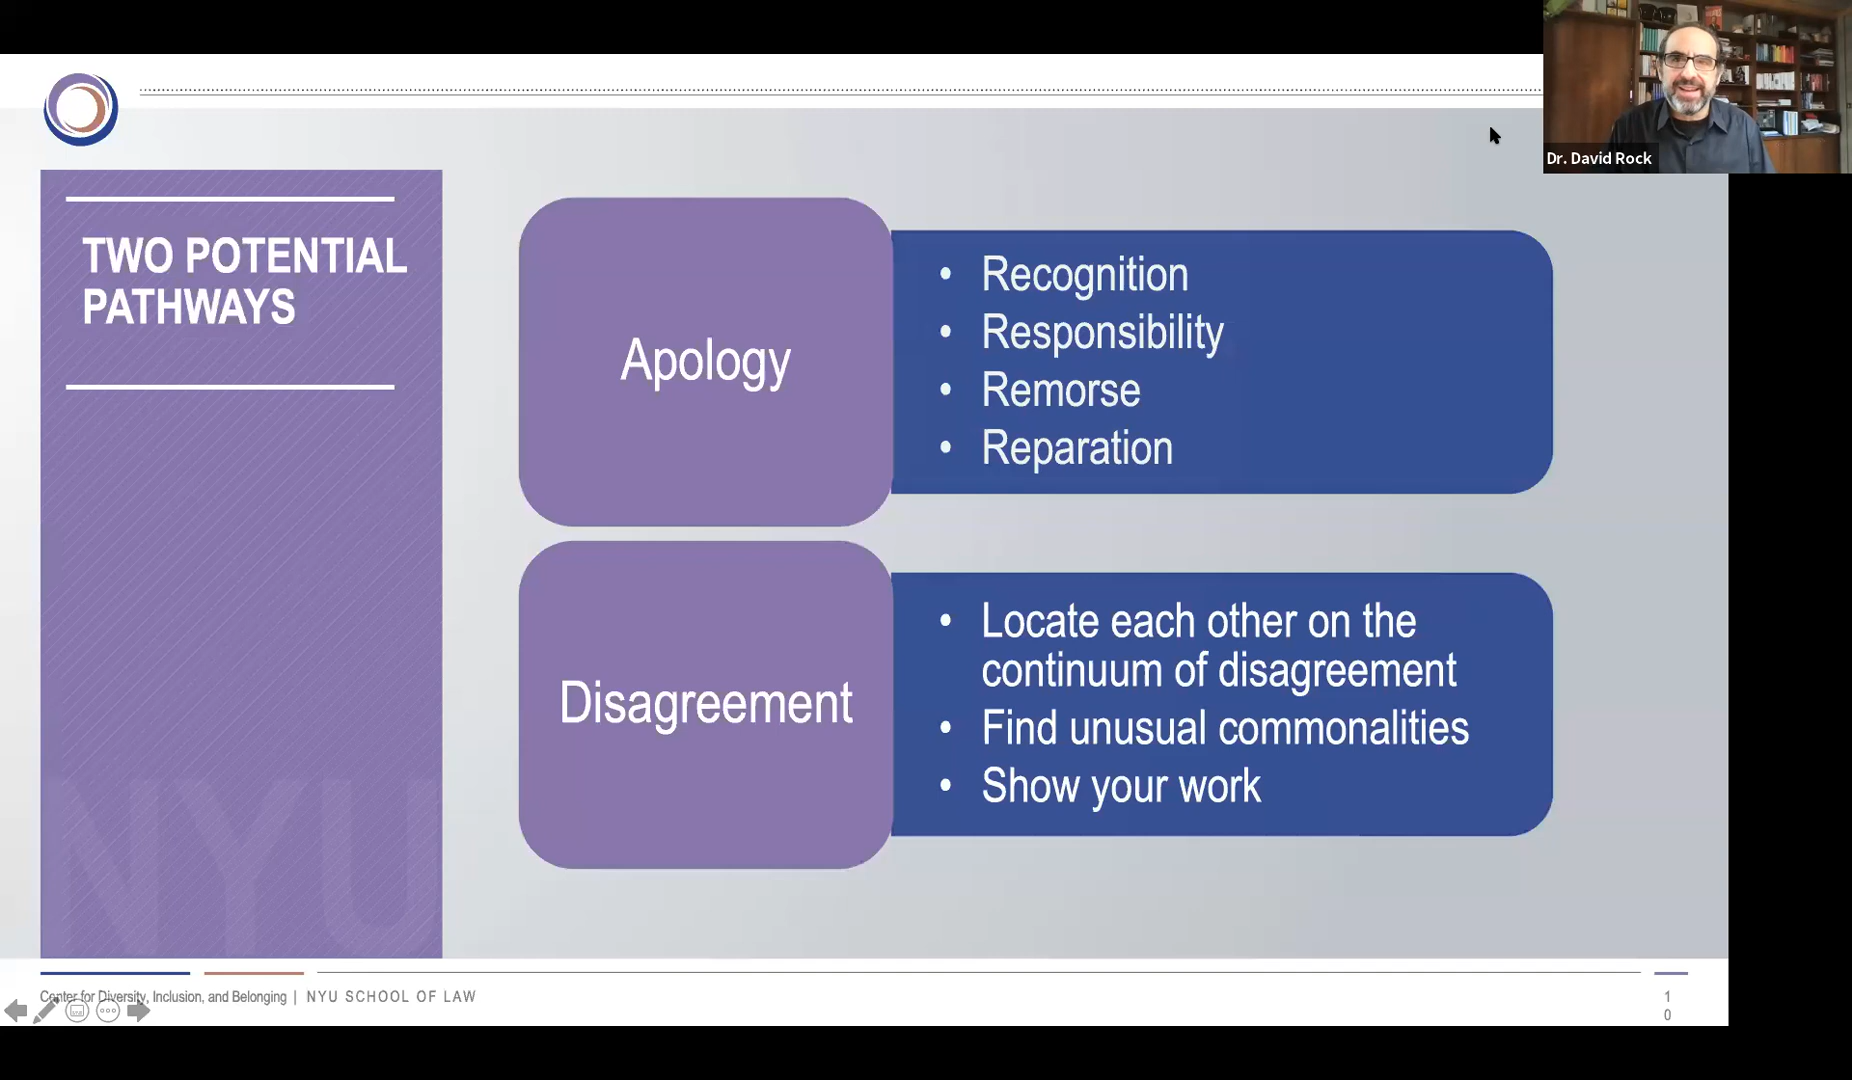 Dr. David Rock
TWO POTENTIAL
PATHWAYS
Apology
• Recognition
• Responsibility
• Remorse
• Reparation
Disagreement
• Locate each other on the
continuum of disagreement
• Find unusual commonalities
• Show your work
NYU
Center for Diversity, Inclusion, and Belonging | NYU SCHOOL OF LAW
1
0